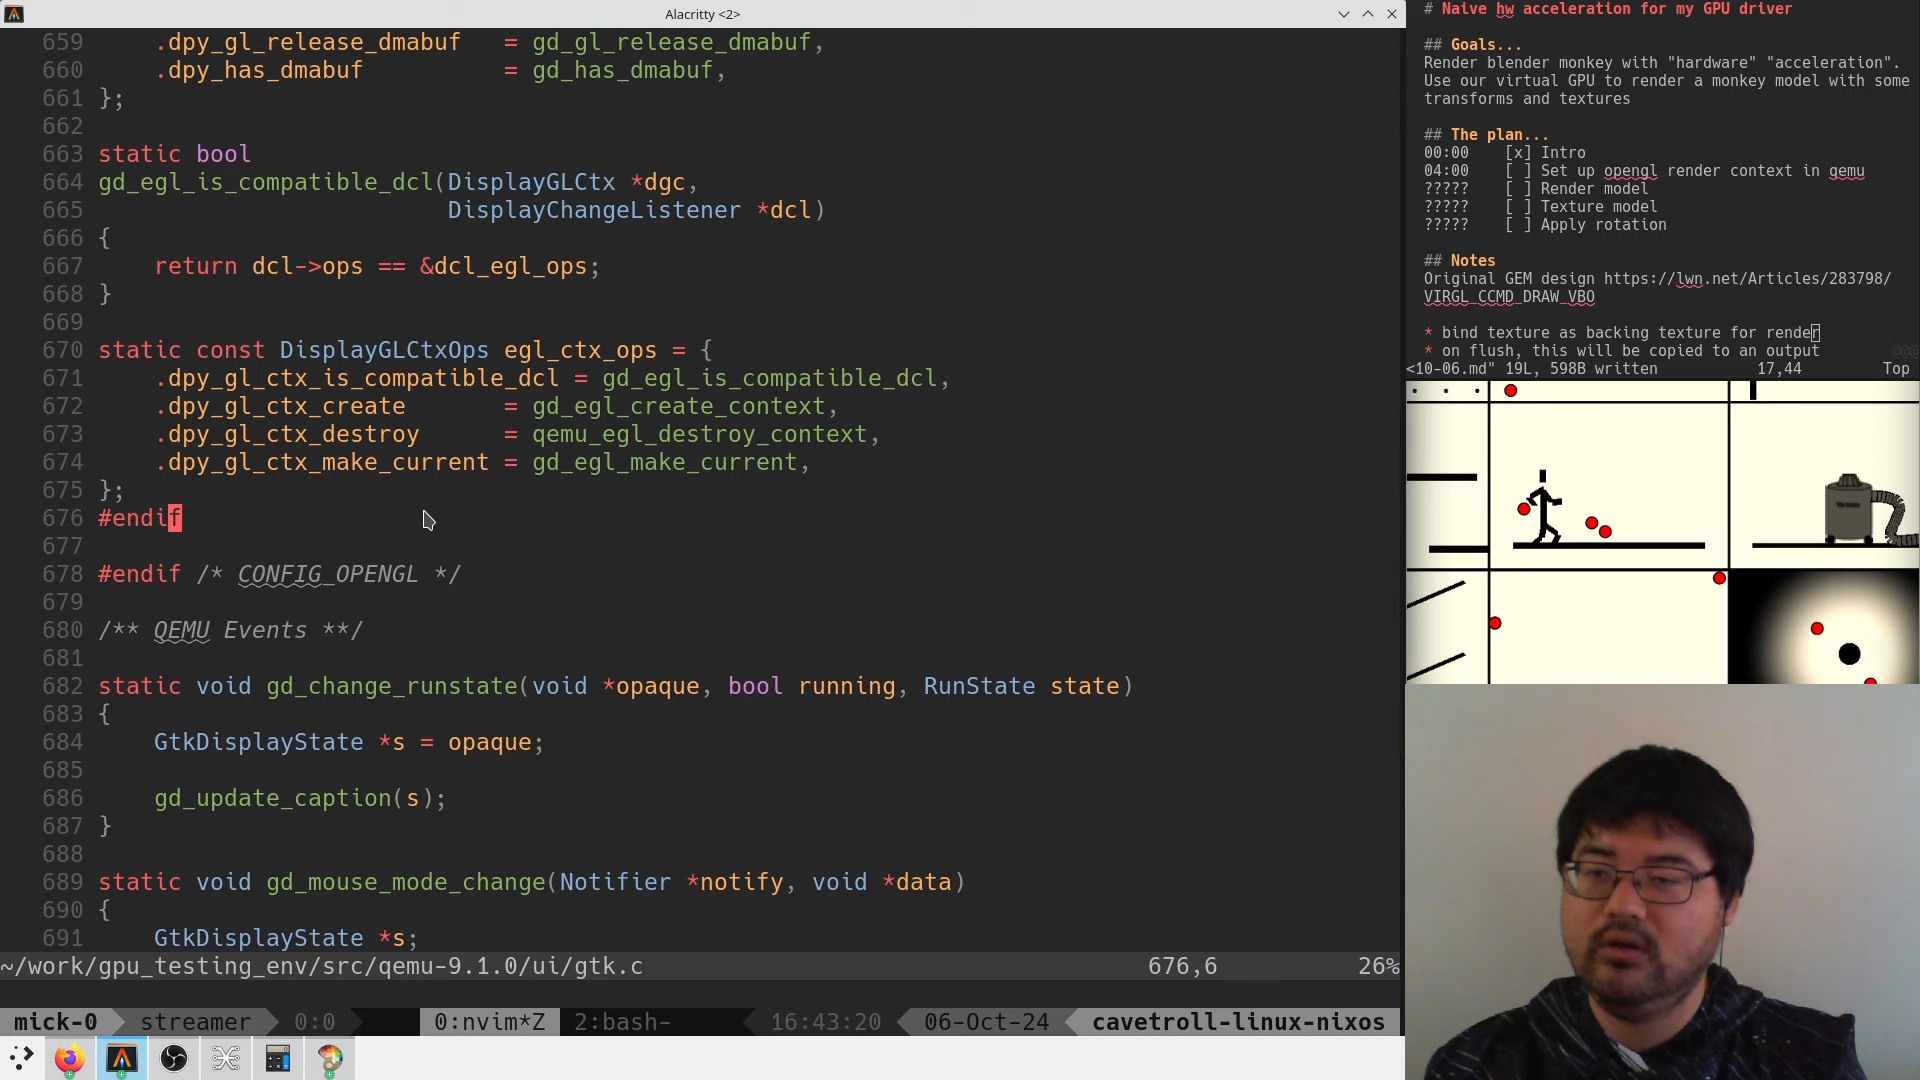 Alacritty <2>
659     .dpy_gl_release_dmabuf   = gd_gl_release_dmabuf,
660     .dpy_has_dmabuf          = gd_has_dmabuf,
661 };
662
663 static bool
664 gd_egl_is_compatible_dcl(DisplayGLCtx *dgc,
665                          DisplayChangeListener *dcl)
666 {
667     return dcl->ops == &dcl_egl_ops;
668 }
669
670 static const DisplayGLCtxOps egl_ctx_ops = {
671     .dpy_gl_ctx_is_compatible_dcl = gd_egl_is_compatible_dcl,
672     .dpy_gl_ctx_create       = gd_egl_create_context,
673     .dpy_gl_ctx_destroy      = qemu_egl_destroy_context,
674     .dpy_gl_ctx_make_current = gd_egl_make_current,
675 };
676 #endif
677
678 #endif /* CONFIG_OPENGL */
679
680 /** QEMU Events **/
681
682 static void gd_change_runstate(void *opaque, bool running, RunState state)
683 {
684     GtkDisplayState *s = opaque;
685
686     gd_update_caption(s);
687 }
688
689 static void gd_mouse_mode_change(Notifier *notify, void *data)
690 {
691     GtkDisplayState *s;
~/work/gpu_testing_env/src/qemu-9.1.0/ui/gtk.c 676,6 26%
mick-0 streamer 0:0 0:nvim*Z 2:bash- 16:43:20 06-Oct-24 cavetroll-linux-nixos
# Naive hw acceleration for my GPU driver
## Goals...
Render blender monkey with "hardware" "acceleration".
Use our virtual GPU to render a monkey model with some
transforms and textures
## The plan...
00:00    [x] Intro
04:00    [ ] Set up opengl render context in qemu
?????    [ ] Render model
?????    [ ] Texture model
?????    [ ] Apply rotation
## Notes
Original GEM design https://lwn.net/Articles/283798/
VIRGL_CCMD_DRAW_VBO
* bind texture as backing texture for render
* on flush, this will be copied to an output
<10-06.md" 19L, 598B written 17,44 Top